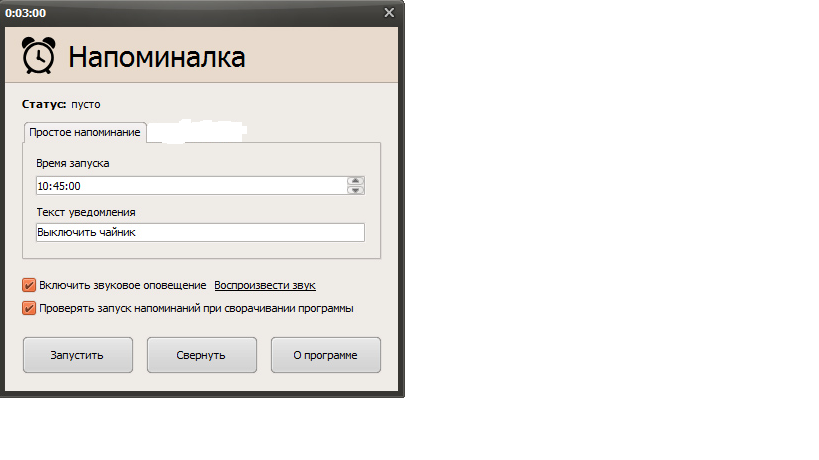 0:03:00
Напоминалка
Статус: пусто
Простое напоминание
Время запуска
10:45:00
Текст уведомления
Выключить чайник
Включить звуковое оповещение Воспроизвести звук
Проверять запуск напоминаний при сворачивании программы
Запустить Свернуть О программе